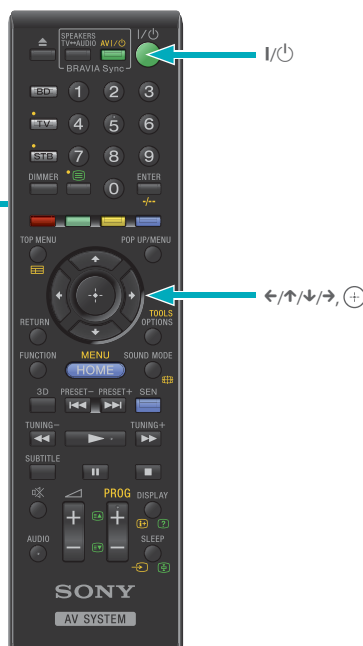 SPEAKERS
TV↔AUDIO AV I/⏻ I/⏻
I/⏻
BRAVIA Sync
BD 1 2 3
TV 4 5 6
STB 7 8 9
DIMMER 0 ENTER
-/--
TOP MENU POP UP/MENU
←/↑/↓/→, +
TOOLS
RETURN OPTIONS
FUNCTION MENU SOUND MODE
HOME
3D PRESET– PRESET+ SEN
TUNING– TUNING+
SUBTITLE
PROG DISPLAY
+ + ?
AUDIO – – SLEEP
SONY
AV SYSTEM